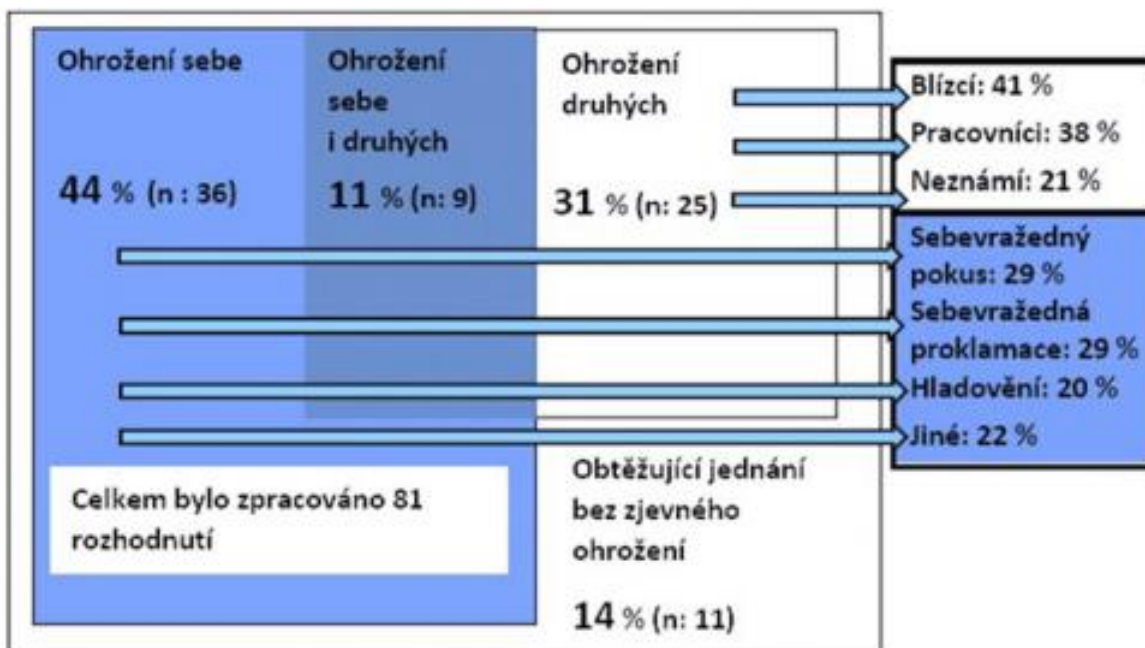 Ohrožení sebe
44 % (n : 36)
Ohrožení
sebe
i druhých
11 % (n: 9)
Ohrožení
druhých
31 % (n: 25)
Blízcí: 41 %
Pracovníci: 38 %
Neznámí: 21 %
Sebevražedný
pokus: 29 %
Sebevražedná
proklamace: 29 %
Hladovění: 20 %
Jiné: 22 %
Celkem bylo zpracováno 81
rozhodnutí
Obtěžující jednání
bez zjevného
ohrožení
14 % (n: 11)